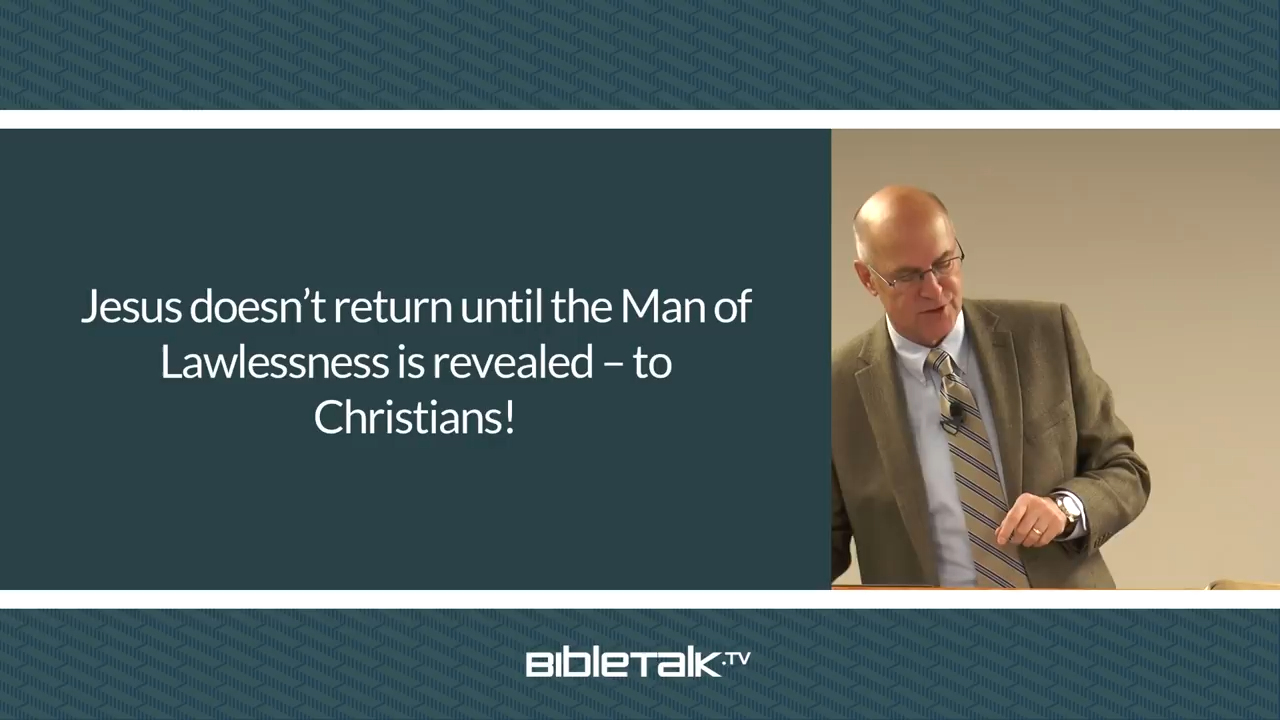 Jesus doesn’t return until the Man of
Lawlessness is revealed – to
Christians!
BIBLETALK.TV